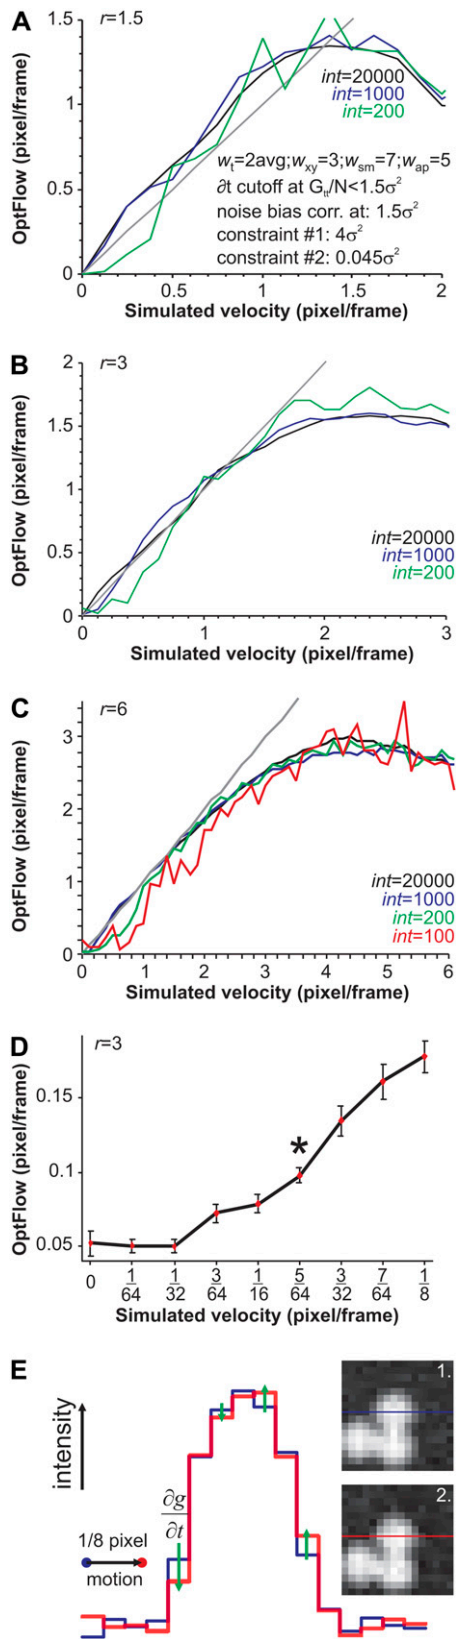 A
r=1.5
OptFlow (pixel/frame)
1.5
1.0
0.5
0
int=20000
int=1000
int=200
w_t=2avg;w_xy=3;w_sm=7;w_ap=5
∂t cutoff at G_tt/N<1.5σ²
noise bias corr. at: 1.5σ²
constraint #1: 4σ²
constraint #2: 0.045σ²
0 0.5 1 1.5 2
Simulated velocity (pixel/frame)
B
r=3
OptFlow (pixel/frame)
2
1.5
1
0.5
0
int=20000
int=1000
int=200
0 1 2 3
Simulated velocity (pixel/frame)
C
r=6
OptFlow (pixel/frame)
3
2
1
0
int=20000
int=1000
int=200
int=100
0 1 2 3 4 5 6
Simulated velocity (pixel/frame)
D
r=3
OptFlow (pixel/frame)
0.15
0.1
0.05
*
0 1/64 1/32 3/64 1/16 5/64 3/32 7/64 1/8
Simulated velocity (pixel/frame)
E
intensity
∂g/∂t
1/8 pixel
motion
1.
2.